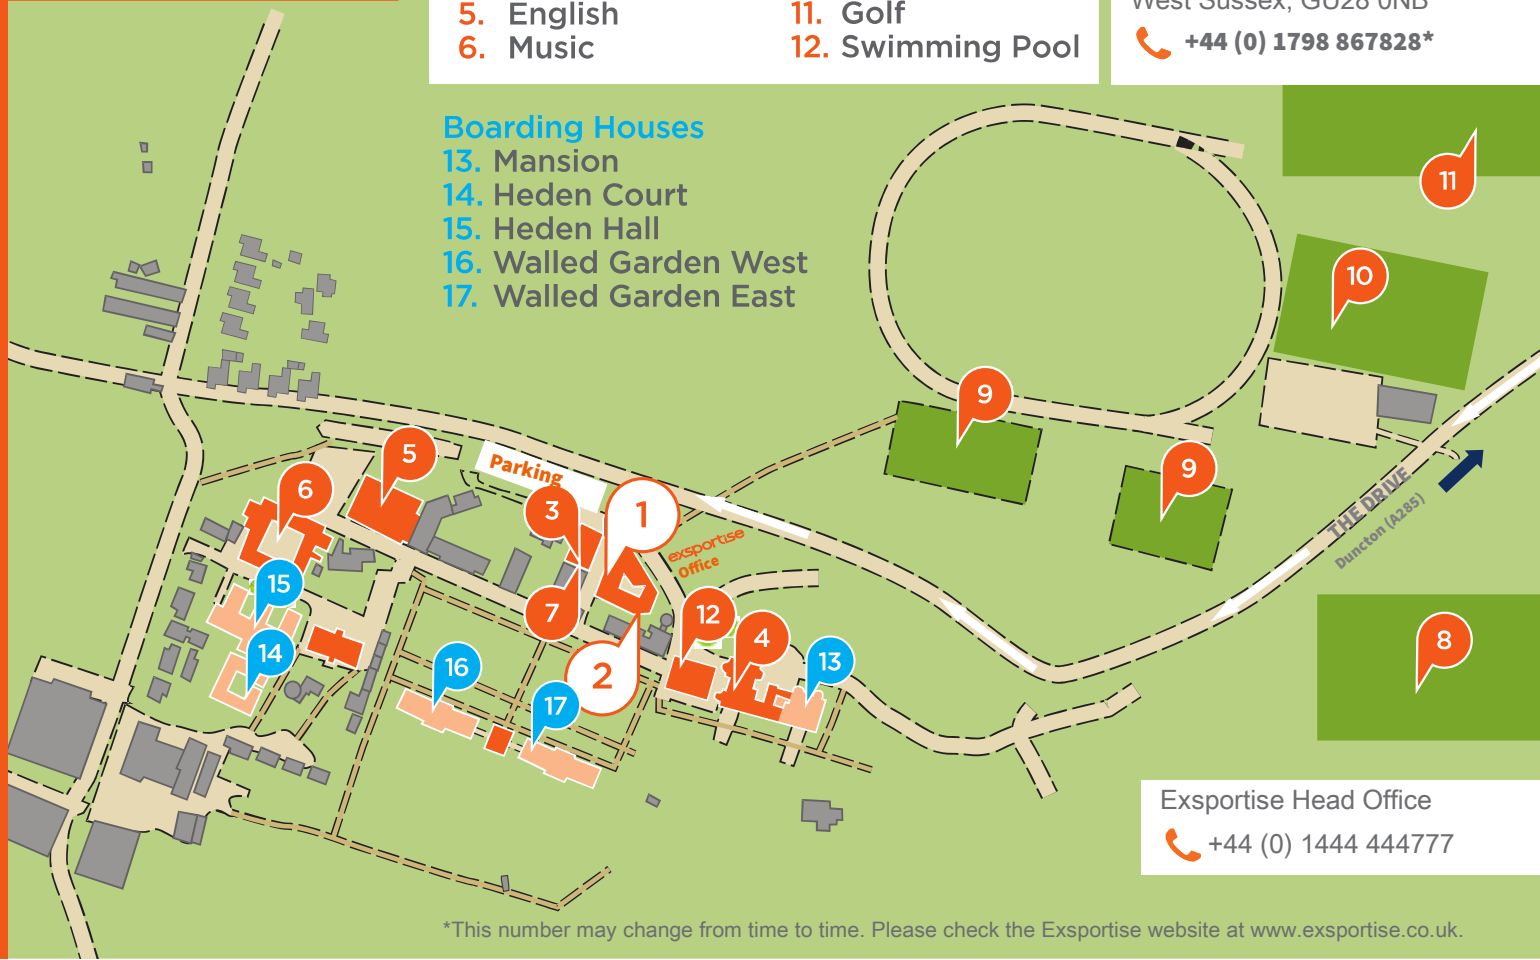 5. English
6. Music
11. Golf
12. Swimming Pool
West Sussex, GU28 0NB
+44 (0) 1798 867828*
Boarding Houses
13. Mansion
14. Heden Court
15. Heden Hall
16. Walled Garden West
17. Walled Garden East
11
10
9
9
5
Parking
6
3
1
THE DRIVE
Duncton (A285)
exsportise
Office
15
7
12
4
8
14
16
2
13
17
Exsportise Head Office
+44 (0) 1444 444777
*This number may change from time to time. Please check the Exsportise website at www.exsportise.co.uk.